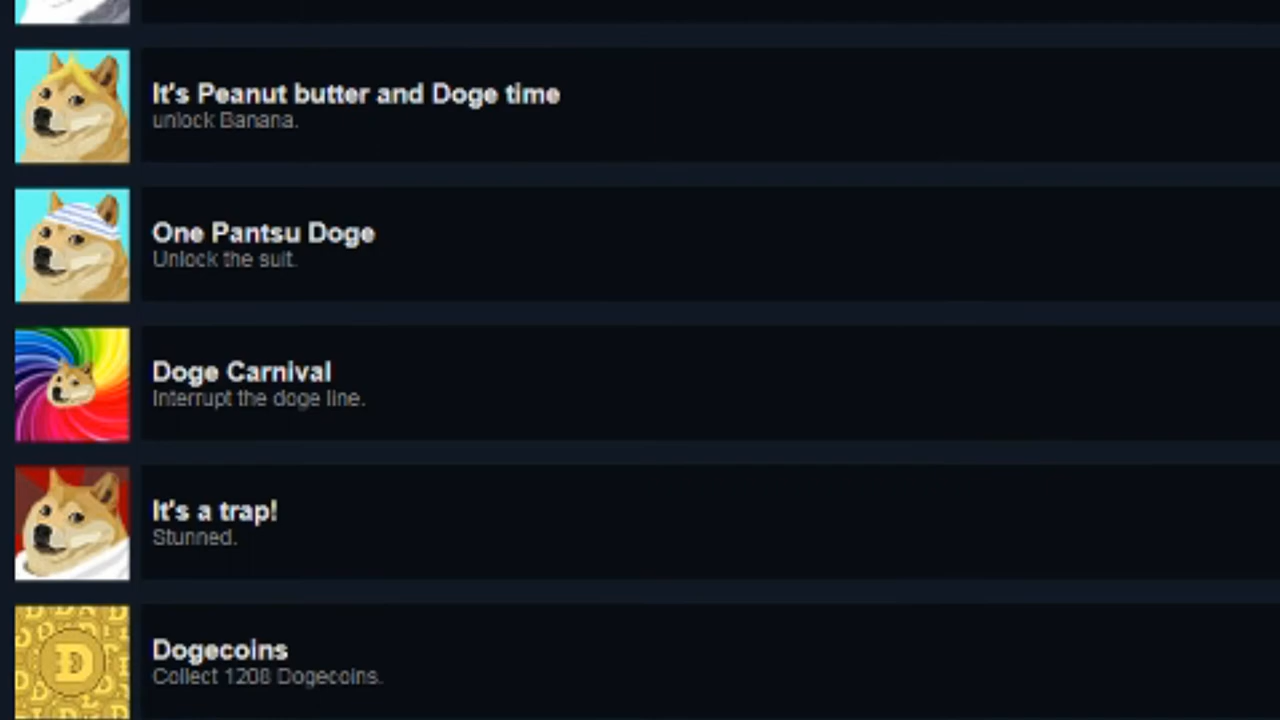 It's Peanut butter and Doge time
unlock Banana.
One Pantsu Doge
Unlock the suit.
Doge Carnival
Interrupt the doge line.
It's a trap!
Stunned.
Dogecoins
Collect 1208 Dogecoins.